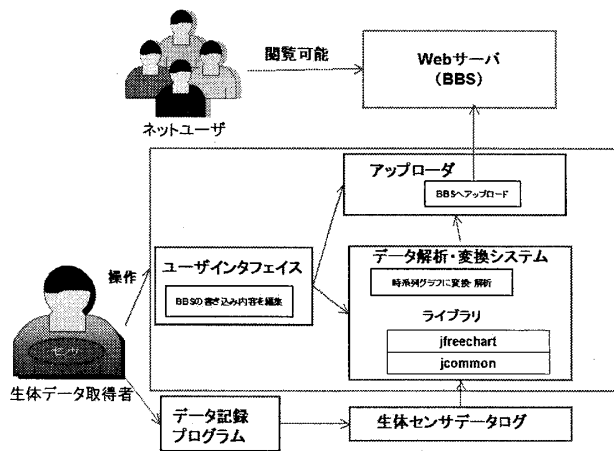 閲覧可能
Webサーバ
(BBS)
ネットユーザ
アップローダ
BBSへアップロード
操作
ユーザインタフェイス
BBSの書き込み内容を編集
データ解析・変換システム
時系列グラフに変換・解析
ライブラリ
jfreechart
jcommon
センサ
生体データ取得者
データ記録
プログラム
生体センサデータログ